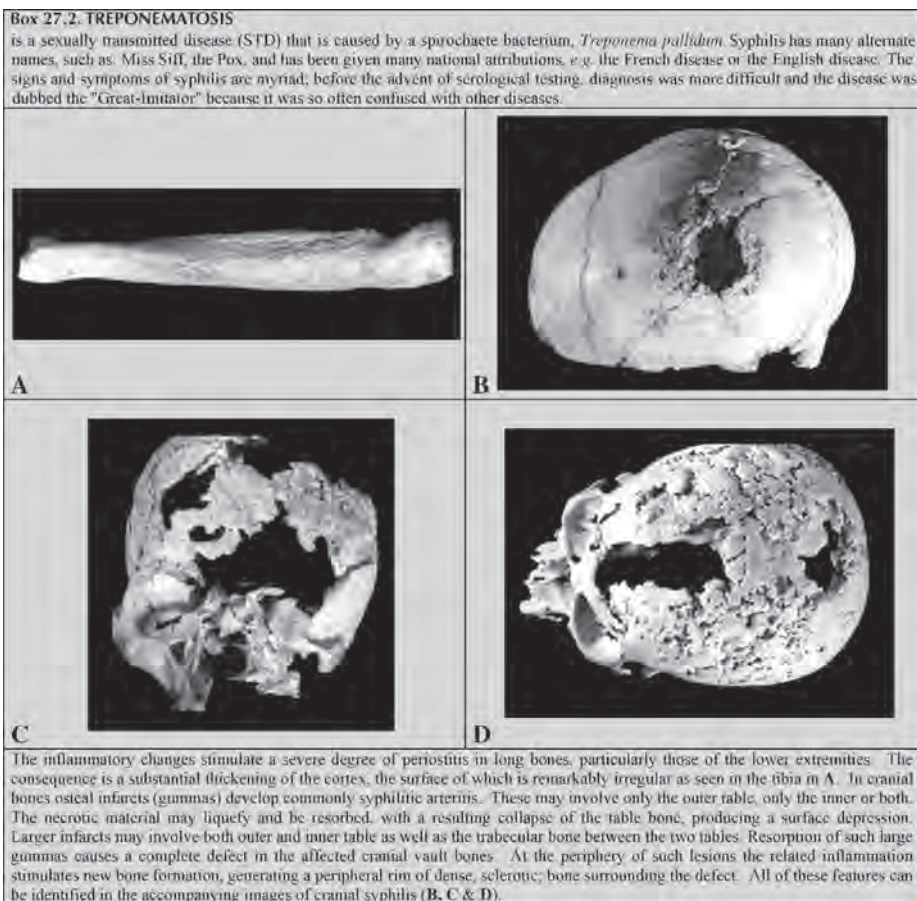 Box 27.2. TREPONEMATOSIS
is a sexually transmitted disease (STD) that is caused by a spirochaete bacterium, Treponema pallidum. Syphilis has many alternate
names, such as: Miss Siff, the Pox, and has been given many national attributions, e.g. the French disease or the English disease. The
signs and symptoms of syphilis are myriad; before the advent of serological testing, diagnosis was more difficult and the disease was
dubbed the "Great-Imitator" because it was so often confused with other diseases.
A
B
C
D
The inflammatory changes stimulate a severe degree of periostitis in long bones, particularly those of the lower extremities. The
consequence is a substantial thickening of the cortex, the surface of which is remarkably irregular as seen in the tibia in A. In cranial
bones osteal infarcts (gummas) develop commonly syphilitic arteritis. These may involve only the outer table, only the inner or both.
The necrotic material may liquefy and be resorbed, with a resulting collapse of the table bone, producing a surface depression.
Larger infarcts may involve both outer and inner table as well as the trabecular bone between the two tables. Resorption of such large
gummas causes a complete defect in the affected cranial vault bones. At the periphery of such lesions the related inflammation
stimulates new bone formation, generating a peripheral rim of dense, sclerotic; bone surrounding the defect. All of these features can
be identified in the accompanying images of cranial syphilis (B, C & D).